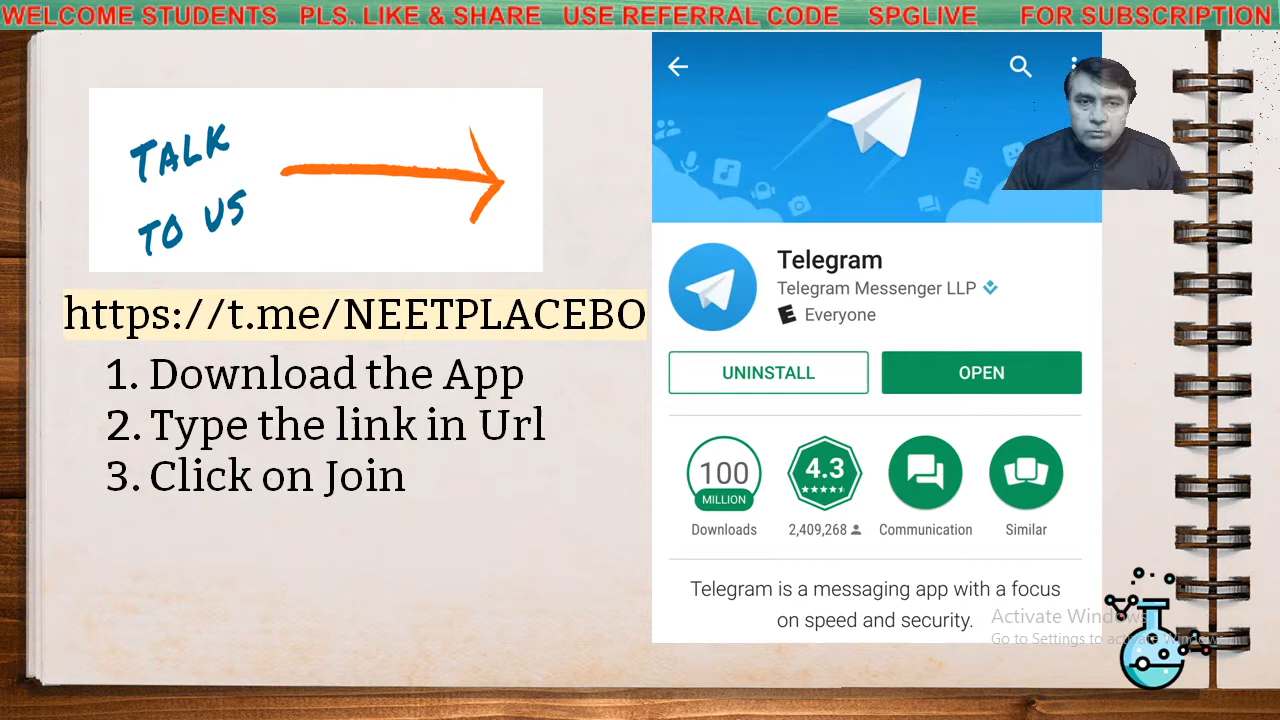 WELCOME STUDENTS PLS. LIKE & SHARE USE REFERRAL CODE SPGLIVE FOR SUBSCRIPTION
TALK
TO US
https://t.me/NEETPLACEBO
1. Download the App
2. Type the link in Url
3. Click on Join
Telegram
Telegram Messenger LLP
E Everyone
UNINSTALL
OPEN
100
MILLION
4.3
Downloads
2,409,268
Communication
Similar
Telegram is a messaging app with a focus
on speed and security.
Activate Windows
Go to Settings to activate Windows.